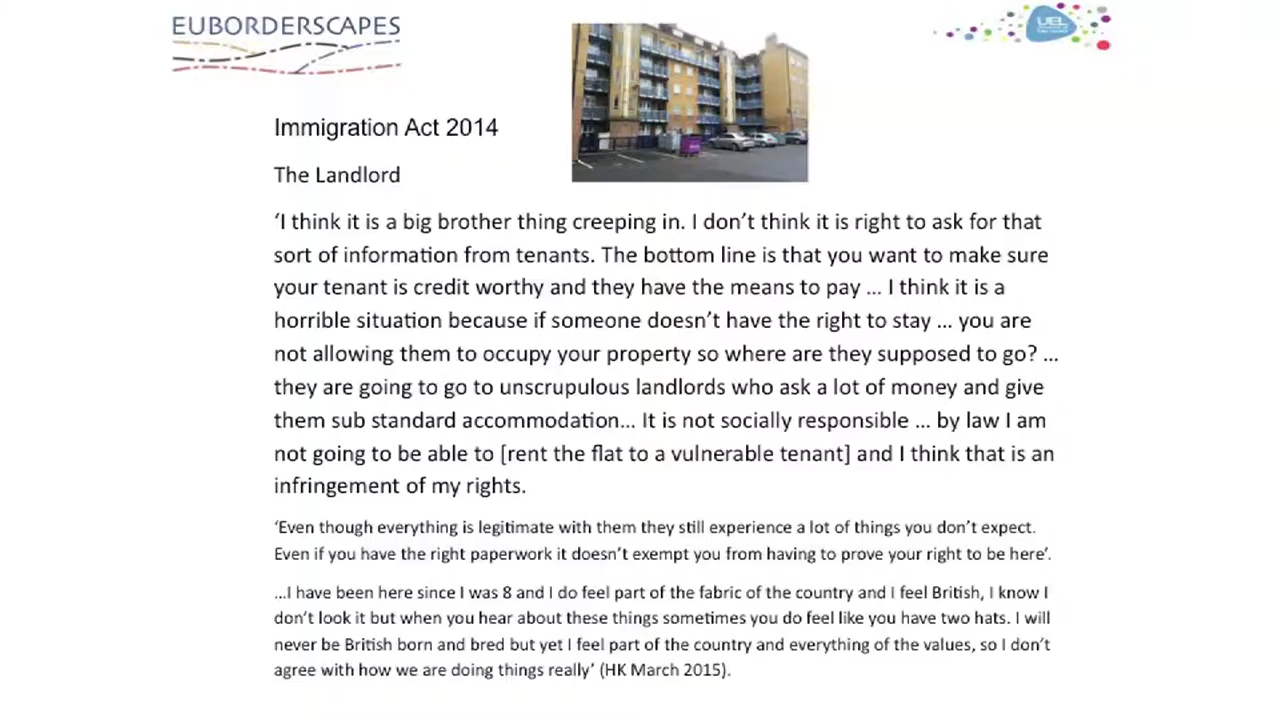 EUBORDERSCAPES
UEL
Immigration Act 2014
The Landlord
‘I think it is a big brother thing creeping in. I don’t think it is right to ask for that
sort of information from tenants. The bottom line is that you want to make sure
your tenant is credit worthy and they have the means to pay … I think it is a
horrible situation because if someone doesn’t have the right to stay … you are
not allowing them to occupy your property so where are they supposed to go? …
they are going to go to unscrupulous landlords who ask a lot of money and give
them sub standard accommodation… It is not socially responsible … by law I am
not going to be able to [rent the flat to a vulnerable tenant] and I think that is an
infringement of my rights.
‘Even though everything is legitimate with them they still experience a lot of things you don’t expect.
Even if you have the right paperwork it doesn’t exempt you from having to prove your right to be here’.
…I have been here since I was 8 and I do feel part of the fabric of the country and I feel British, I know I
don’t look it but when you hear about these things sometimes you do feel like you have two hats. I will
never be British born and bred but yet I feel part of the country and everything of the values, so I don’t
agree with how we are doing things really’ (HK March 2015).